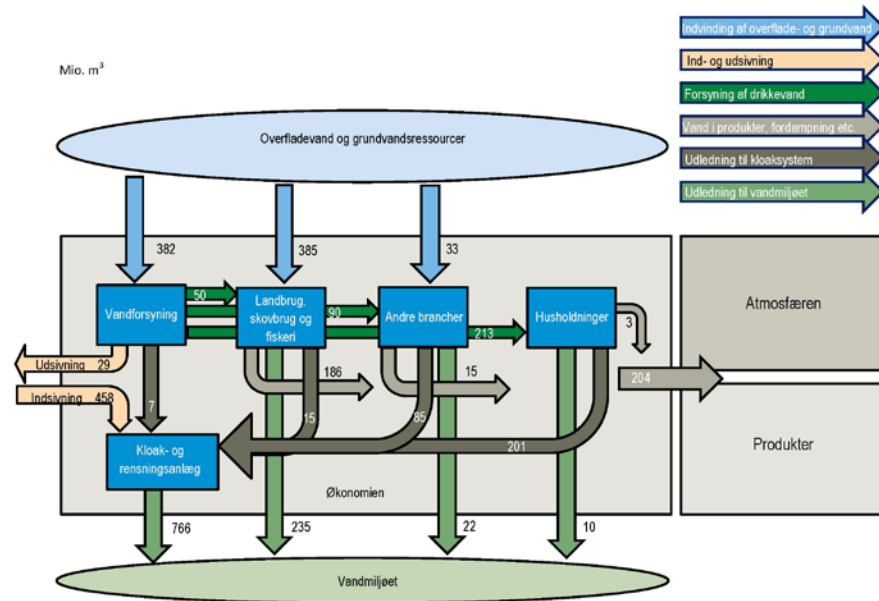 Mio. m³
Indvinding af overflade- og grundvand
Ind- og udsivning
Forsyning af drikkevand
Vand i produkter, fordampning etc.
Udledning til kloaksystem
Udledning til vandmiljøet
Overfladevand og grundvandsressourcer
382
385
33
Vandforsyning
50
Landbrug,
skovbrug og
fiskeri
90
Andre brancher
213
Husholdninger
3
Atmosfæren
Udsivning 29
Indsivning 458
7
186
15
204
15
85
201
Kloak- og
rensningsanlæg
Produkter
Økonomien
766
235
22
10
Vandmiljøet